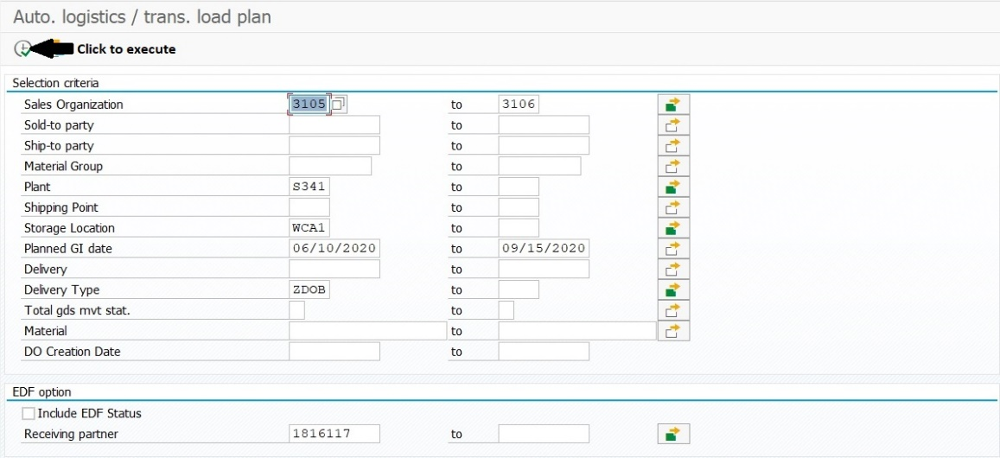 Auto. logistics / trans. load plan
Click to execute
Selection criteria
Sales Organization 3105 to 3106
Sold-to party to
Ship-to party to
Material Group to
Plant S341 to
Shipping Point to
Storage Location WCA1 to
Planned GI date 06/10/2020 to 09/15/2020
Delivery to
Delivery Type ZDOB to
Total gds mvt stat. to
Material to
DO Creation Date to
EDF option
Include EDF Status
Receiving partner 1816117 to